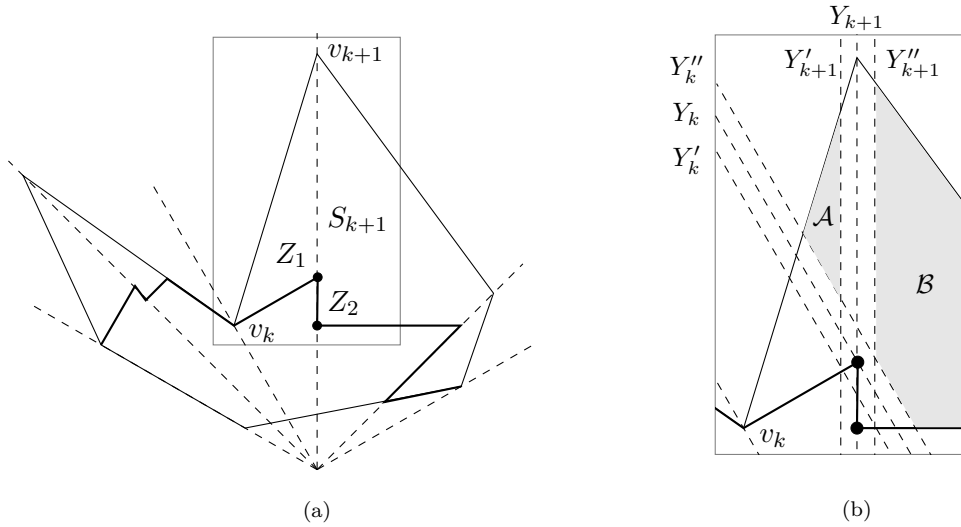 v_{k+1}
S_{k+1}
Z_1
Z_2
v_k
(a)
Y_{k+1}
Y''_k
Y'_{k+1}
Y''_{k+1}
Y_k
Y'_k
𝒜
ℬ
v_k
(b)